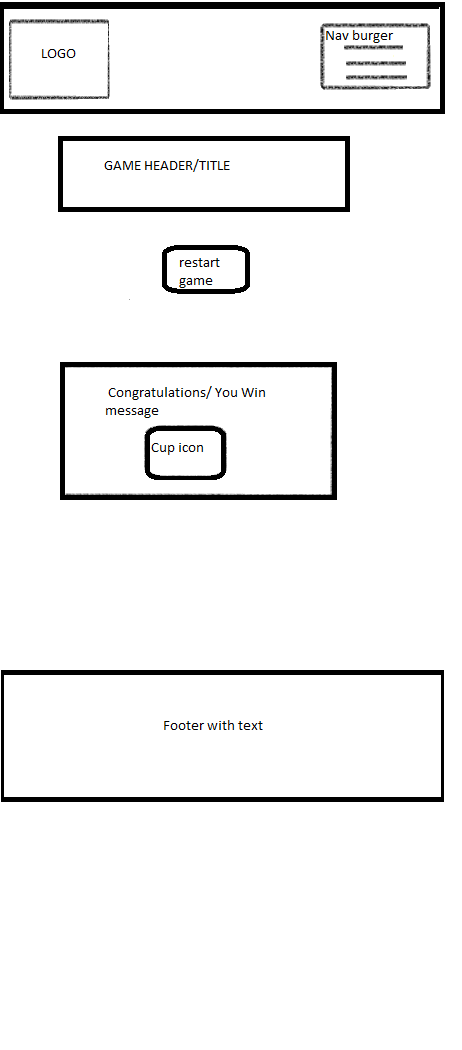 LOGO
Nav burger
GAME HEADER/TITLE
restart
game
Congratulations/ You Win
message
Cup icon
Footer with text